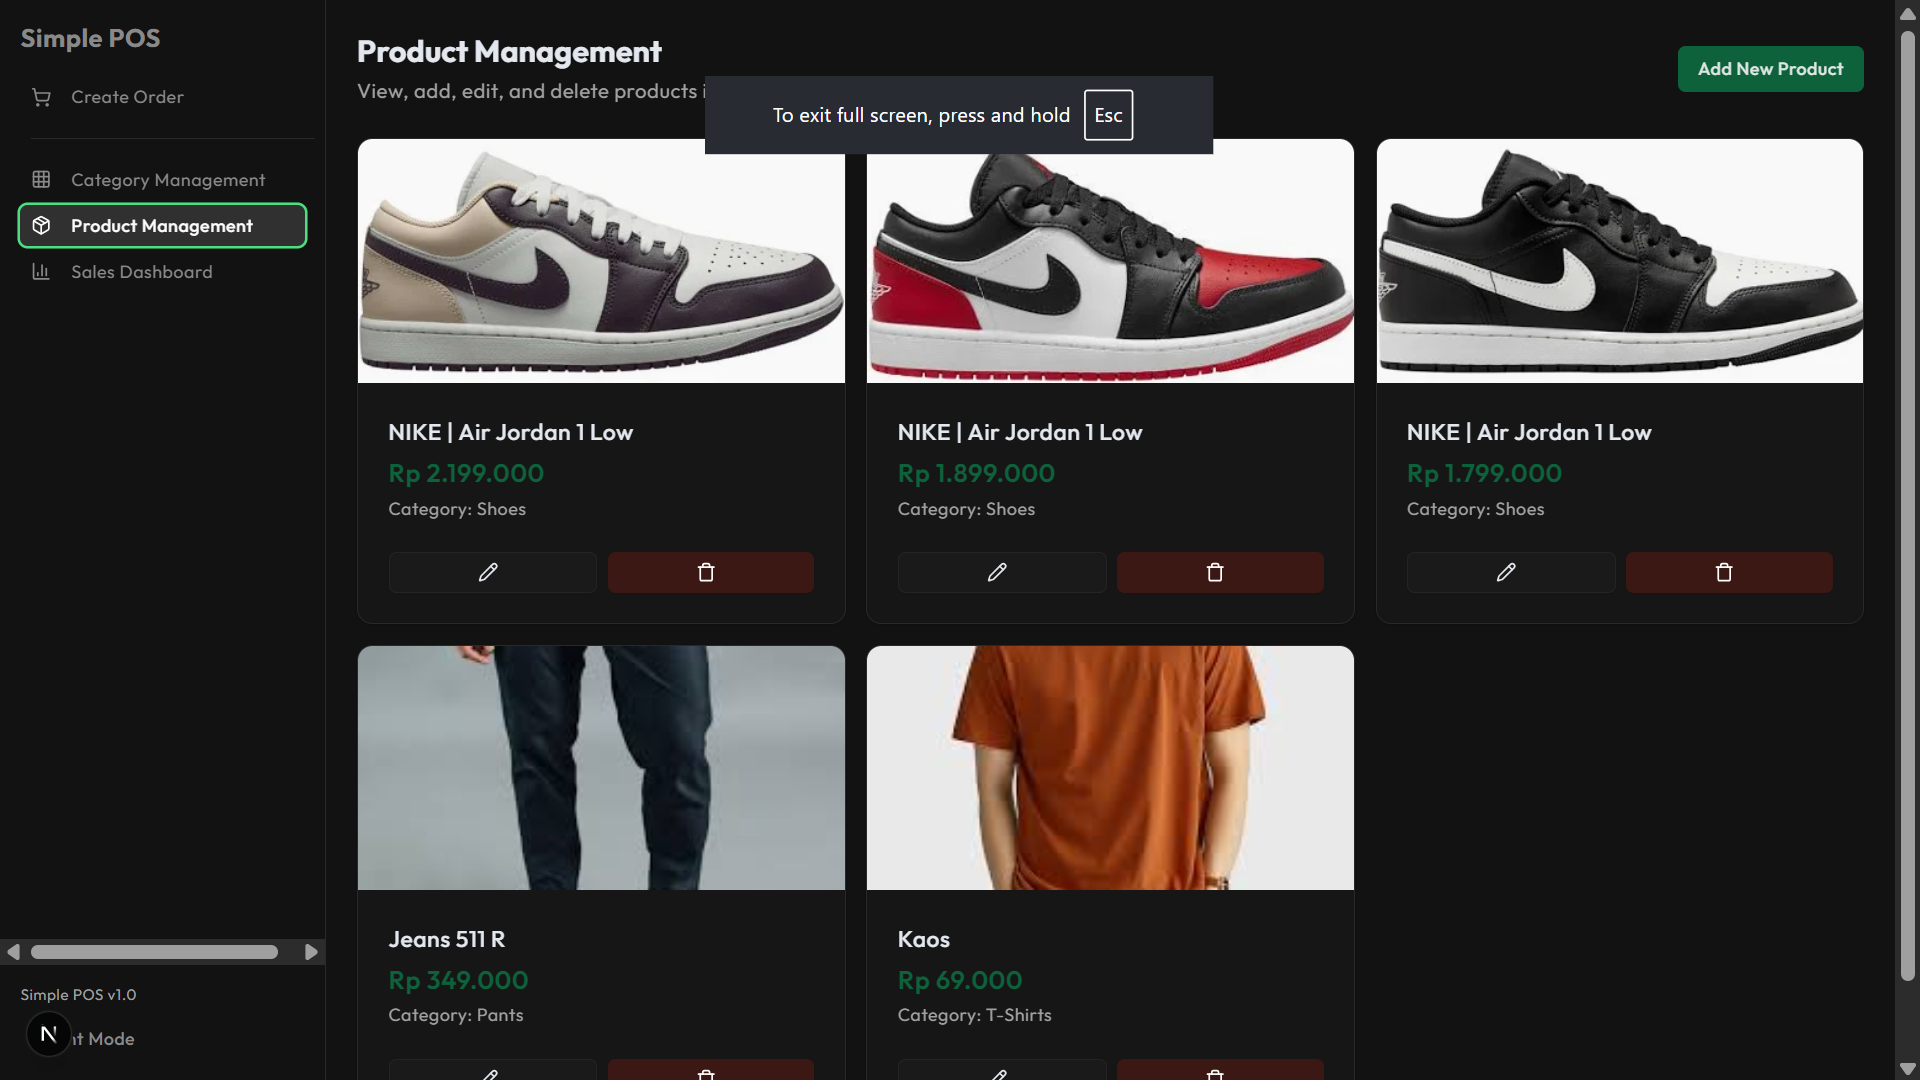 Simple POS
Create Order
Category Management
Product Management
Sales Dashboard
Simple POS v1.0
N
nt Mode
Product Management
View, add, edit, and delete products i
Add New Product
To exit full screen, press and hold Esc
NIKE | Air Jordan 1 Low
Rp 2.199.000
Category: Shoes
NIKE | Air Jordan 1 Low
Rp 1.899.000
Category: Shoes
NIKE | Air Jordan 1 Low
Rp 1.799.000
Category: Shoes
Jeans 511 R
Rp 349.000
Category: Pants
Kaos
Rp 69.000
Category: T-Shirts